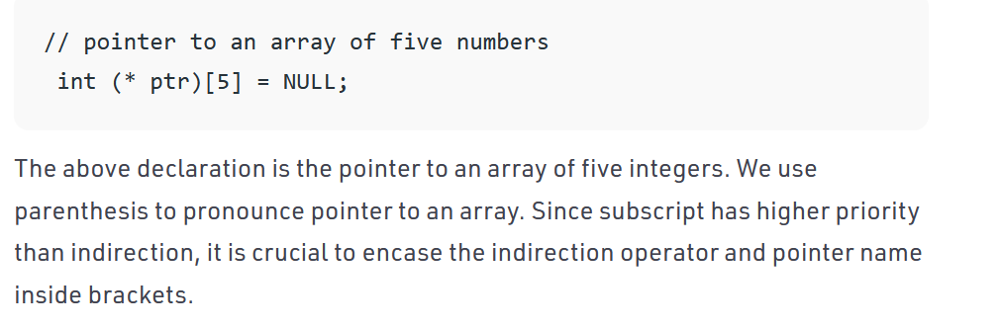 // pointer to an array of five numbers
int (* ptr)[5] = NULL;
The above declaration is the pointer to an array of five integers. We use
parenthesis to pronounce pointer to an array. Since subscript has higher priority
than indirection, it is crucial to encase the indirection operator and pointer name
inside brackets.